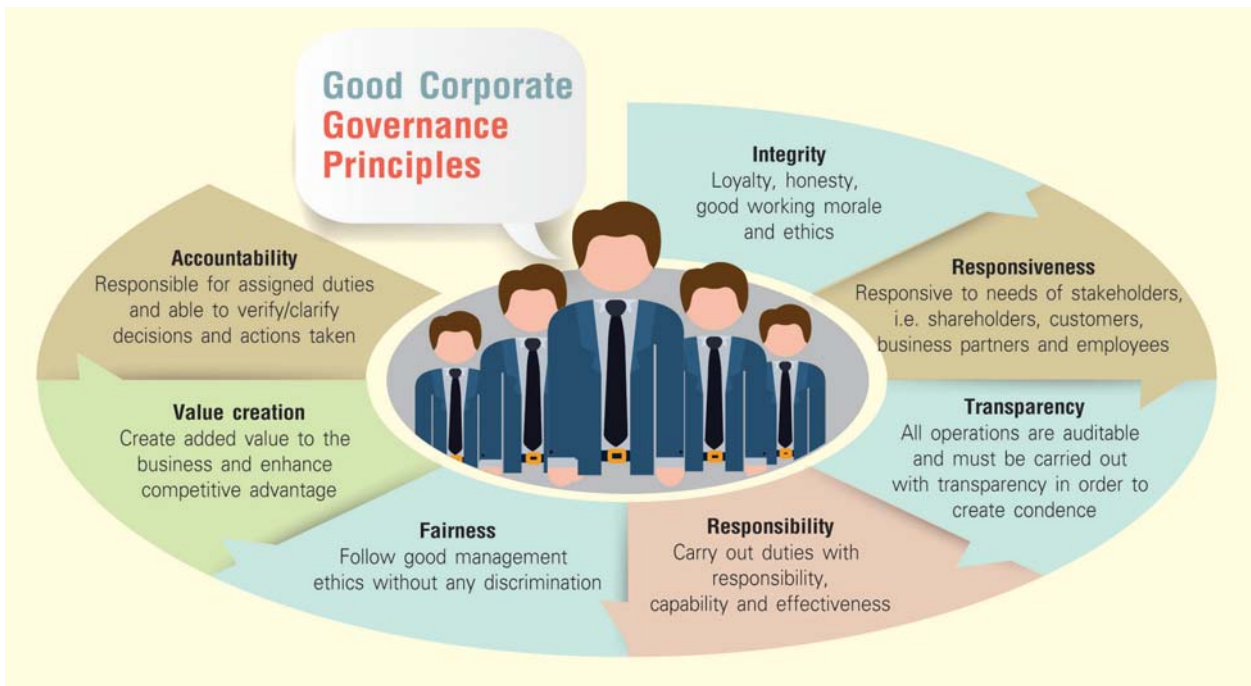 Good Corporate
Governance
Principles
Integrity
Loyalty, honesty,
good working morale
and ethics
Responsiveness
Responsive to needs of stakeholders,
i.e. shareholders, customers,
business partners and employees
Transparency
All operations are auditable
and must be carried out
with transparency in order to
create condence
Responsibility
Carry out duties with
responsibility,
capability and effectiveness
Fairness
Follow good management
ethics without any discrimination
Value creation
Create added value to the
business and enhance
competitive advantage
Accountability
Responsible for assigned duties
and able to verify/clarify
decisions and actions taken